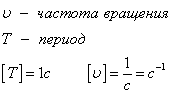 υ − частота вращения
T − период
[T] = 1c [υ] = 1/c = c⁻¹